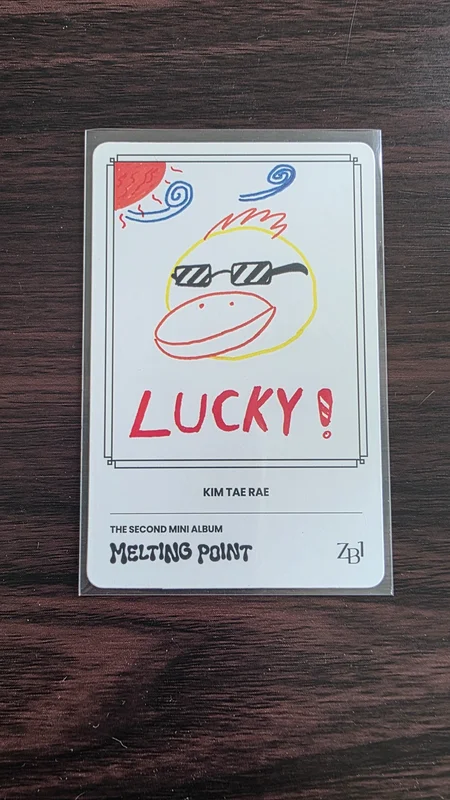 LUCKY!
KIM TAE RAE
THE SECOND MINI ALBUM
MELTING POINT
ZB1